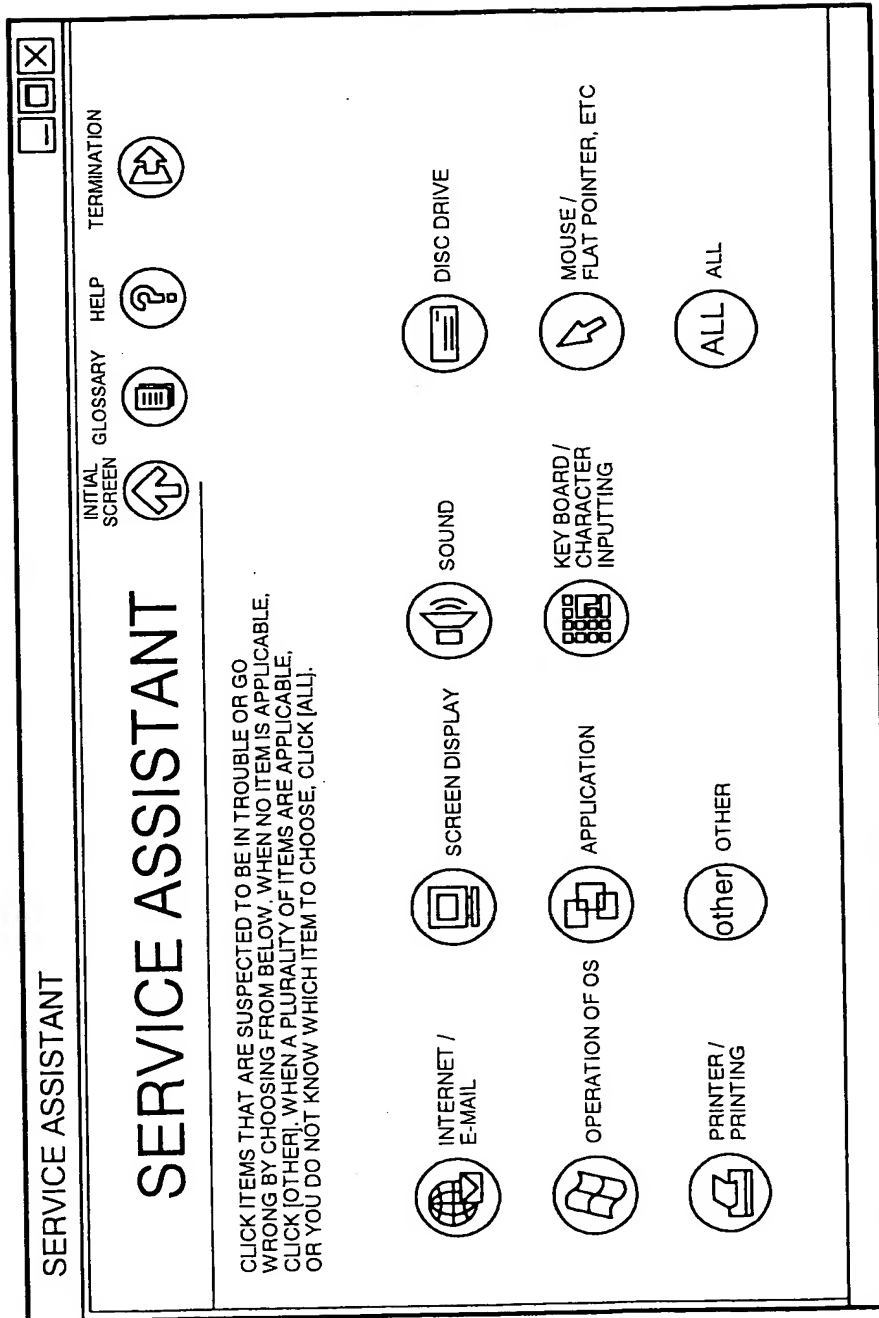 SERVICE ASSISTANT
SERVICE ASSISTANT
INITIAL
SCREEN
GLOSSARY
HELP
TERMINATION
CLICK ITEMS THAT ARE SUSPECTED TO BE IN TROUBLE OR GO
WRONG BY CHOOSING FROM BELOW. WHEN NO ITEM IS APPLICABLE,
CLICK [OTHER]. WHEN A PLURALITY OF ITEMS ARE APPLICABLE,
OR YOU DO NOT KNOW WHICH ITEM TO CHOOSE, CLICK [ALL].
INTERNET /
E-MAIL
SCREEN DISPLAY
SOUND
DISC DRIVE
OPERATION OF OS
APPLICATION
KEY BOARD /
CHARACTER
INPUTTING
MOUSE /
FLAT POINTER, ETC
PRINTER /
PRINTING
other OTHER
ALL ALL